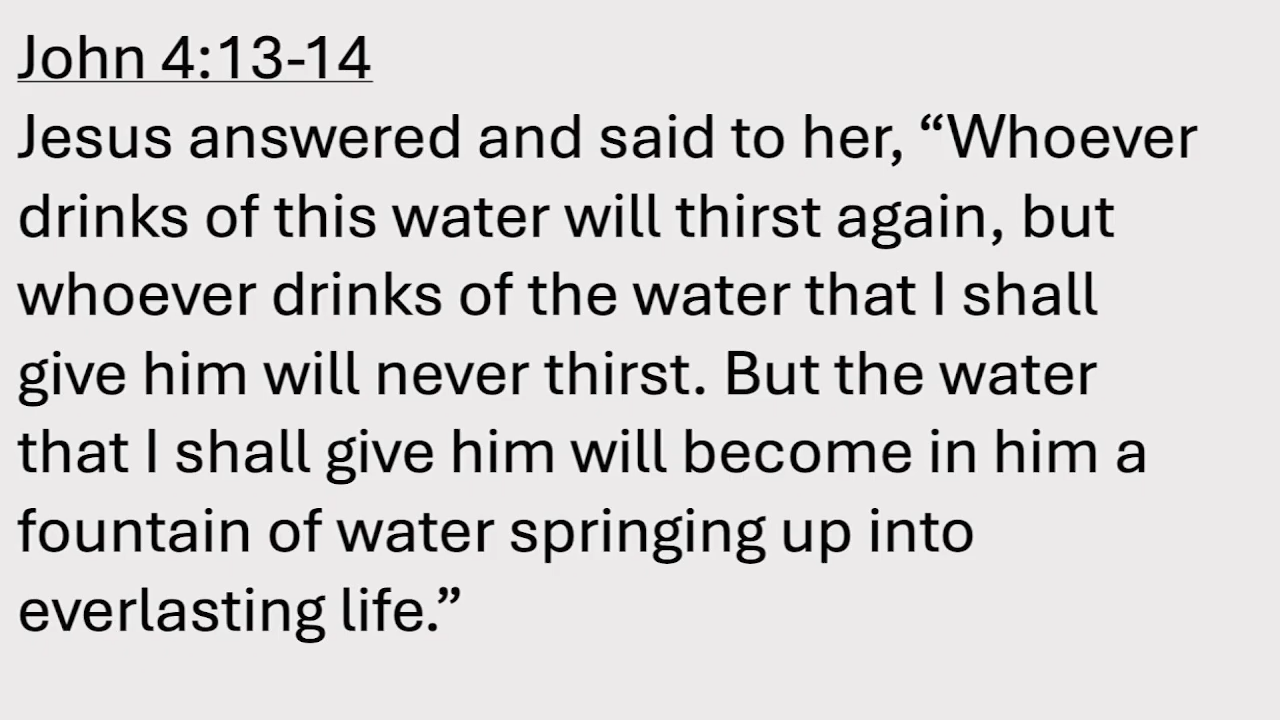 John 4:13-14
Jesus answered and said to her, “Whoever
drinks of this water will thirst again, but
whoever drinks of the water that I shall
give him will never thirst. But the water
that I shall give him will become in him a
fountain of water springing up into
everlasting life.”